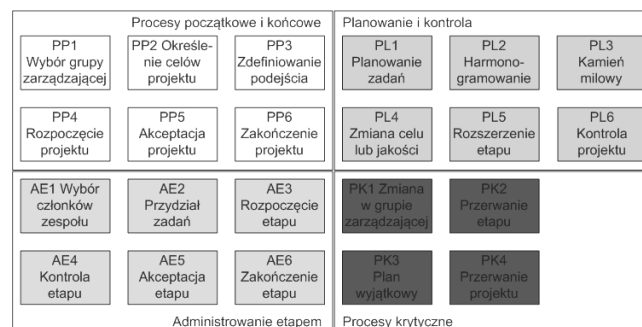 Procesy początkowe i końcowe
PP1
Wybór grupy
zarządzającej
PP2 Określe-
nie celów
projektu
PP3
Zdefiniowanie
podejścia
PP4
Rozpoczęcie
projektu
PP5
Akceptacja
projektu
PP6
Zakończenie
projektu
Planowanie i kontrola
PL1
Planowanie
zadań
PL2
Harmono-
gramowanie
PL3
Kamień
milowy
PL4
Zmiana celu
lub jakości
PL5
Rozszerzenie
etapu
PL6
Kontrola
projektu
AE1 Wybór
członków
zespołu
AE2
Przydział
zadań
AE3
Rozpoczęcie
etapu
AE4
Kontrola
etapu
AE5
Akceptacja
etapu
AE6
Zakończenie
etapu
Administrowanie etapem
PK1 Zmiana
w grupie
zarządzającej
PK2
Przerwanie
etapu
PK3
Plan
wyjątkowy
PK4
Przerwanie
projektu
Procesy krytyczne